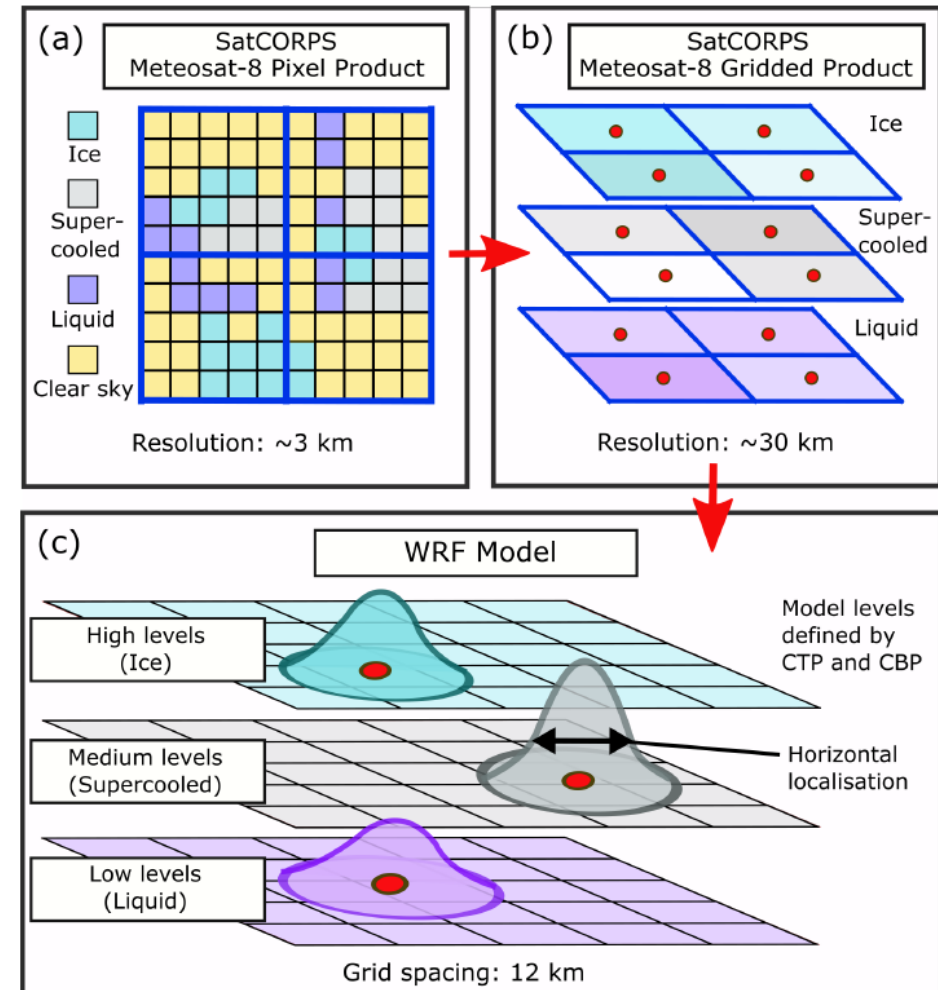 (a)
SatCORPS
Meteosat-8 Pixel Product
Ice
Super-
cooled
Liquid
Clear sky
Resolution: ~3 km
(b)
SatCORPS
Meteosat-8 Gridded Product
Ice
Super-
cooled
Liquid
Resolution: ~30 km
(c)
WRF Model
High levels
(Ice)
Model levels
defined by
CTP and CBP
Medium levels
(Supercooled)
Horizontal
localisation
Low levels
(Liquid)
Grid spacing: 12 km